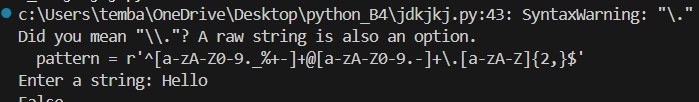 c:\Users\temba\OneDrive\Desktop\python_B4\jdkjkj.py:43: SyntaxWarning: "\."
Did you mean "\\."? A raw string is also an option.
pattern = r'^[a-zA-Z0-9._%+-]+@[a-zA-Z0-9.-]+\.[a-zA-Z]{2,}$'
Enter a string: Hello
False